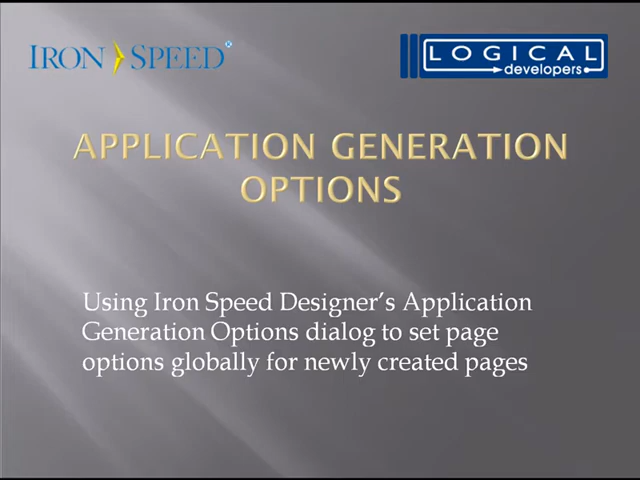 IRON SPEED
LOGICAL
developers
APPLICATION GENERATION
OPTIONS
Using Iron Speed Designer’s Application
Generation Options dialog to set page
options globally for newly created pages